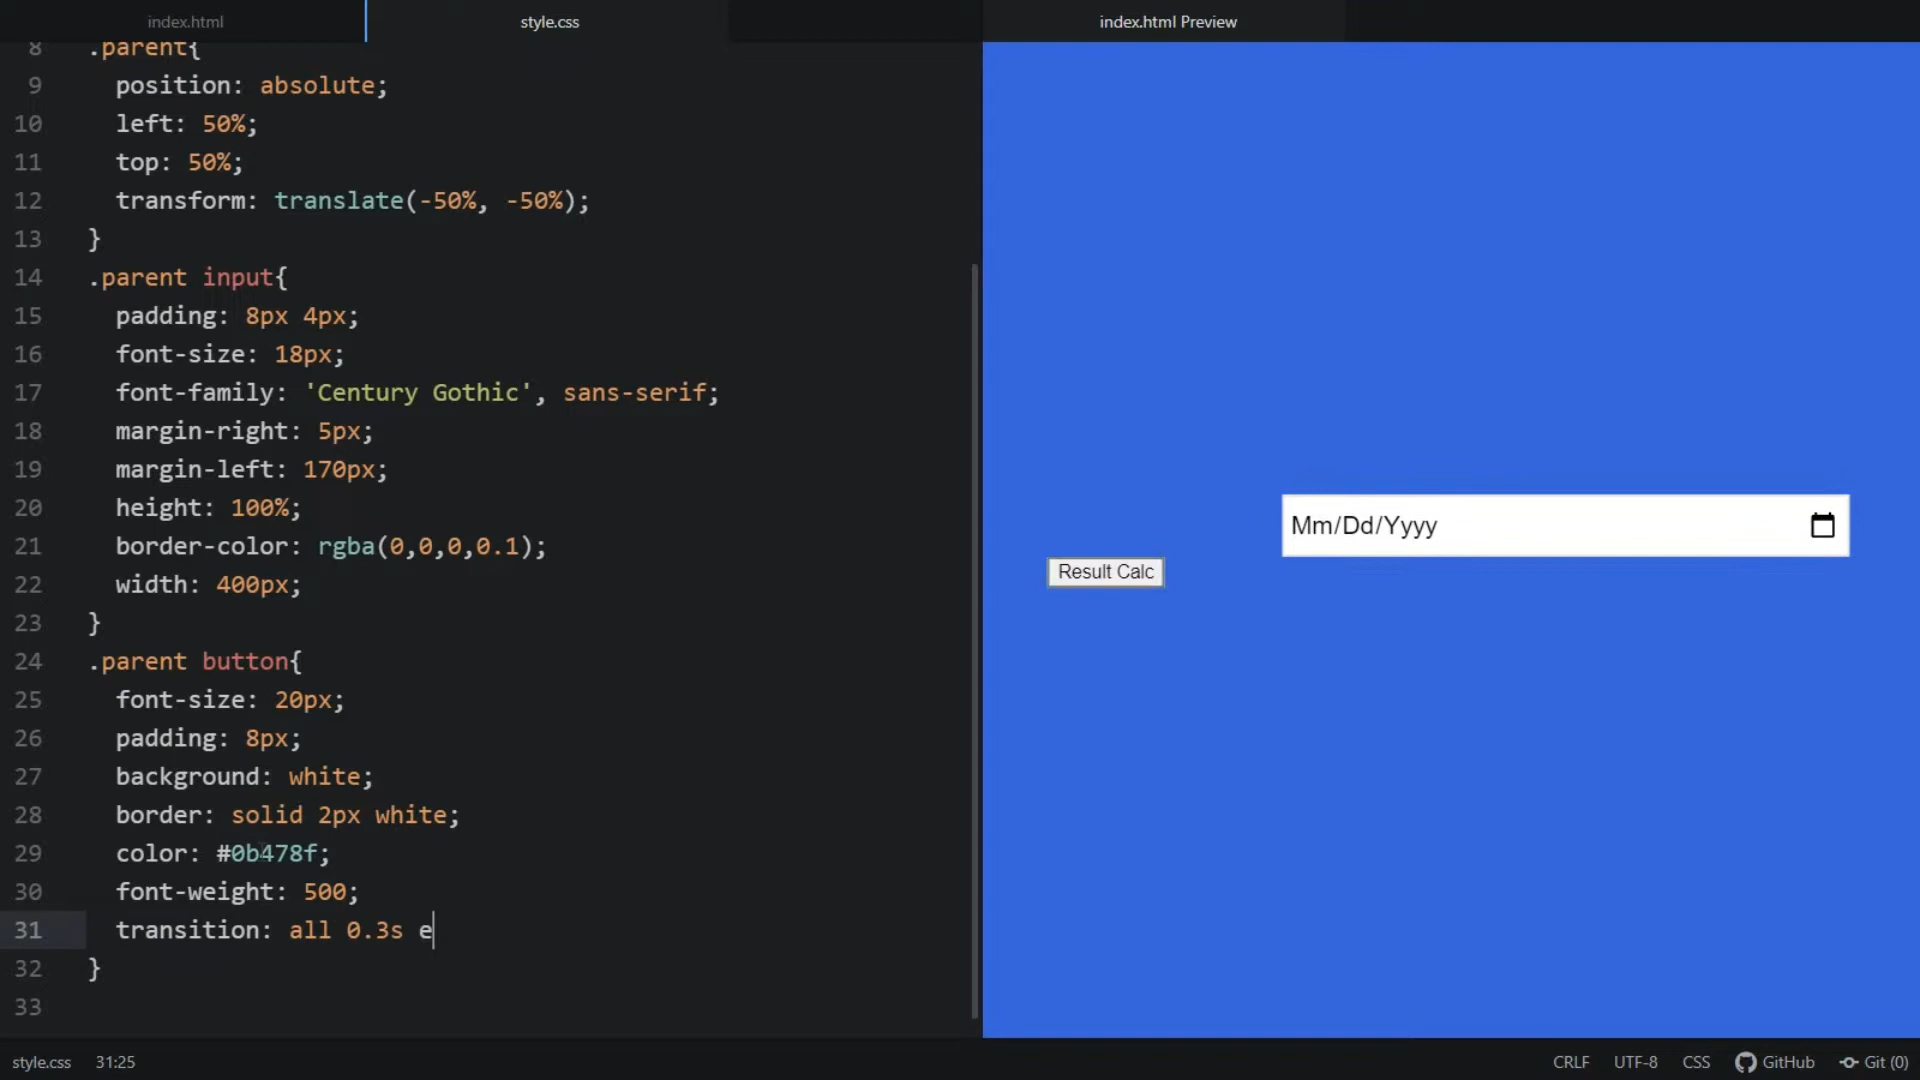 index.html
style.css
index.html Preview
8 .parent{
9 position: absolute;
10 left: 50%;
11 top: 50%;
12 transform: translate(-50%, -50%);
13 }
14 .parent input{
15 padding: 8px 4px;
16 font-size: 18px;
17 font-family: 'Century Gothic', sans-serif;
18 margin-right: 5px;
19 margin-left: 170px;
20 height: 100%;
21 border-color: rgba(0,0,0,0.1);
22 width: 400px;
23 }
24 .parent button{
25 font-size: 20px;
26 padding: 8px;
27 background: white;
28 border: solid 2px white;
29 color: #0b478f;
30 font-weight: 500;
31 transition: all 0.3s e
32 }
33
Mm/Dd/Yyyy
Result Calc
style.css 31:25
CRLF UTF-8 CSS GitHub Git (0)